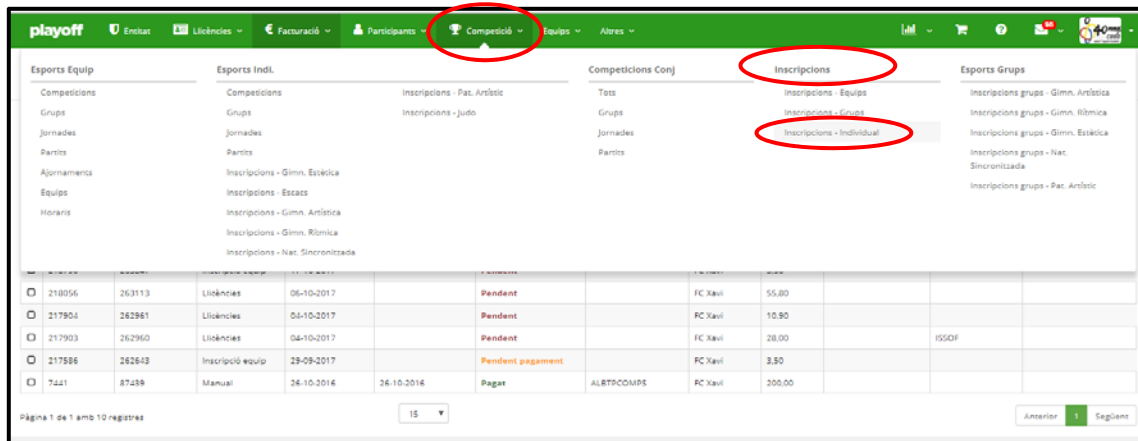 playoff Entitat Llicències Facturació Participants Competició Equips Altres
Esports Equip
Competicions
Grups
Jornades
Partits
Ajornaments
Equips
Horaris
Esports Indi.
Competicions
Grups
Jornades
Partits
Inscripcions - Gimn. Estètica
Inscripcions - Escacs
Inscripcions - Gimn. Artística
Inscripcions - Gimn. Rítmica
Inscripcions - Nat. Sincronitzada
Inscripcions - Pat. Artístic
Inscripcions - Judo
Competicions Conj
Tots
Grups
Jornades
Partits
Inscripcions
Inscripcions - Equips
Inscripcions - Grups
Inscripcions - Individual
Esports Grups
Inscripcions grups - Gimn. Artística
Inscripcions grups - Gimn. Rítmica
Inscripcions grups - Gimn. Estètica
Inscripcions grups - Nat.
Sincronitzada
Inscripcions grups - Pat. Artístic
218056 263113 Llicències 06-10-2017 Pendent FC Xavi 55,80
217904 262961 Llicències 04-10-2017 Pendent FC Xavi 10,90
217903 262960 Llicències 04-10-2017 Pendent FC Xavi 28,00 ISSOF
217586 262643 Inscripció equip 29-09-2017 Pendent pagament FC Xavi 3,50
7441 87439 Manual 26-10-2016 26-10-2016 Pagat ALBTPCOMPS FC Xavi 200,00
Pàgina 1 de 1 amb 10 registres
15
Anterior 1 Següent